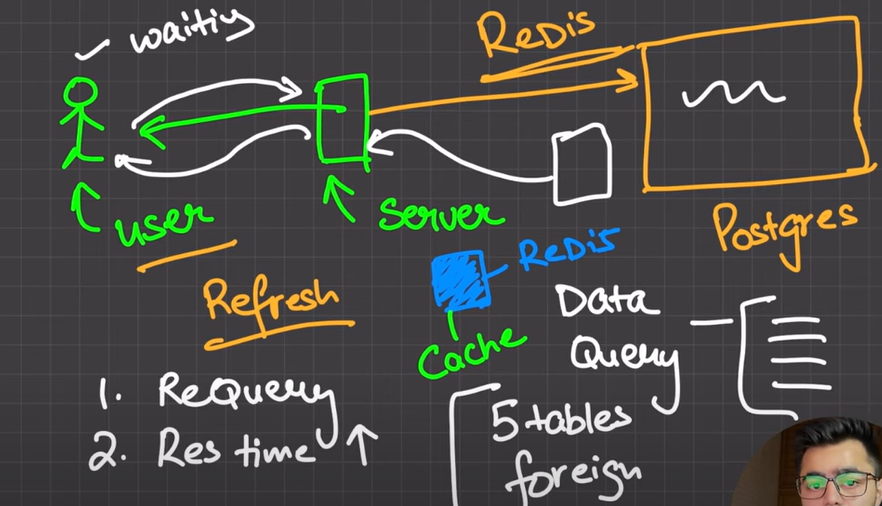 waitiy
ReDis
user
Server
Postgres
Refresh
ReDis
Cache
Data
Query
1. ReQuery
2. Res time ↑
5 tables
foreign